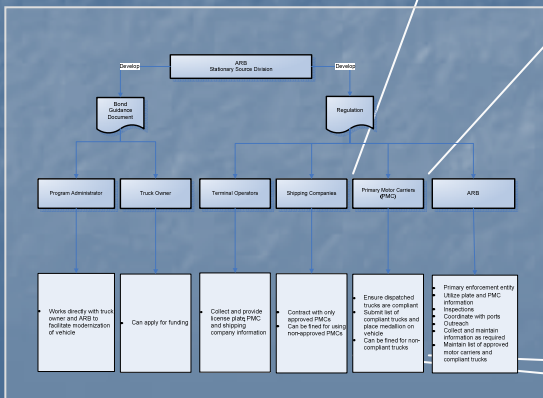 ARB
Stationary Source Division
Develop
Develop
Bond
Guidance
Document
Regulation
Program Administrator
Truck Owner
Terminal Operators
Shipping Companies
Primary Motor Carriers
(PMC)
ARB
• Works directly with truck
owner and ARB to
facilitate modernization
of vehicle
• Can apply for funding
• Collect and provide
license plate, PMC
and shipping
company information
• Contract with only
approved PMCs
• Can be fined for using
non-approved PMCs
• Ensure dispatched
trucks are compliant
• Submit list of
compliant trucks and
place medallion on
vehicle
• Can be fined for non-
compliant trucks
• Primary enforcement entity
• Utilize plate and PMC
information
• Inspections
• Coordinate with ports
• Outreach
• Collect and maintain
information as required
• Maintain list of approved
motor carriers and
compliant trucks